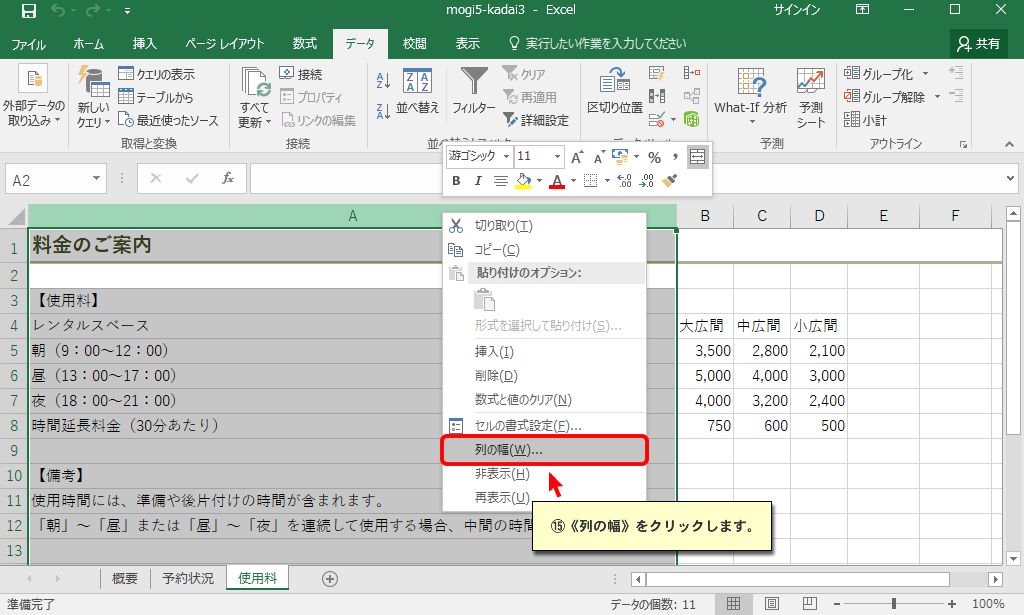 mogi5-kadai3 - Excel
サインイン
ファイル ホーム 挿入 ページ レイアウト 数式 データ 校閲 表示 実行したい作業を入力してください 共有
外部データの取り込み
新しいクエリ
クエリの表示
テーブルから
最近使ったソース
取得と変換
すべて更新
接続
プロパティ
リンクの編集
接続
並べ替え
フィルター
クリア
再適用
詳細設定
区切り位置
What-If 分析
予測シート
予測
グループ化
グループ解除
小計
アウトライン
游ゴシック 11
B I A
A2
fx
A B C D E F
1 料金のご案内
2
3 【使用料】
4 レンタルスペース 大広間 中広間 小広間
5 朝（9：00～12：00） 3,500 2,800 2,100
6 昼（13：00～17：00） 5,000 4,000 3,000
7 夜（18：00～21：00） 4,000 3,200 2,400
8 時間延長料金（30分あたり） 750 600 500
9
10 【備考】
11 使用時間には、準備や後片付けの時間が含まれます。
12 「朝」～「昼」または「昼」～「夜」を連続して使用する場合、中間の時間
13
切り取り(T)
コピー(C)
貼り付けのオプション:
形式を選択して貼り付け(S)...
挿入(I)
削除(D)
数式と値のクリア(N)
セルの書式設定(F)...
列の幅(W)...
非表示(H)
再表示(U)
⑮《列の幅》をクリックします。
概要 予約状況 使用料
準備完了
データの個数: 11
100%